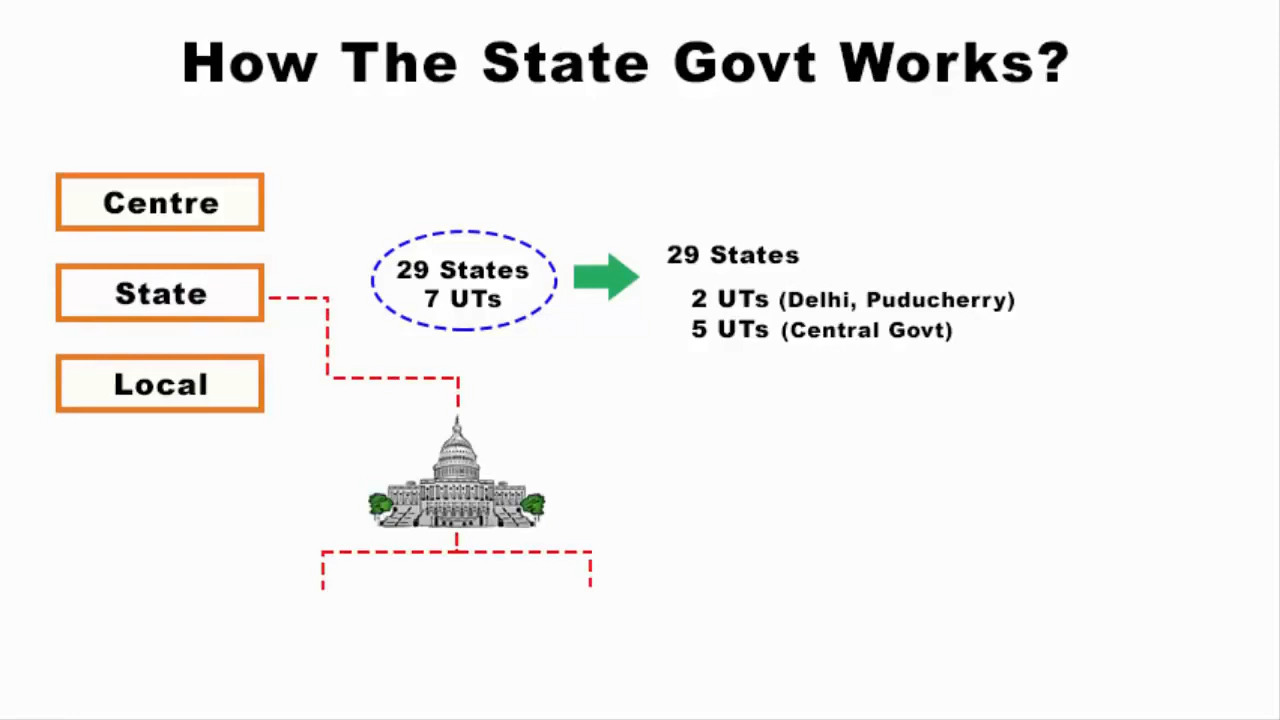 How The State Govt Works?
Centre
State
Local
29 States
7 UTs
29 States
2 UTs (Delhi, Puducherry)
5 UTs (Central Govt)